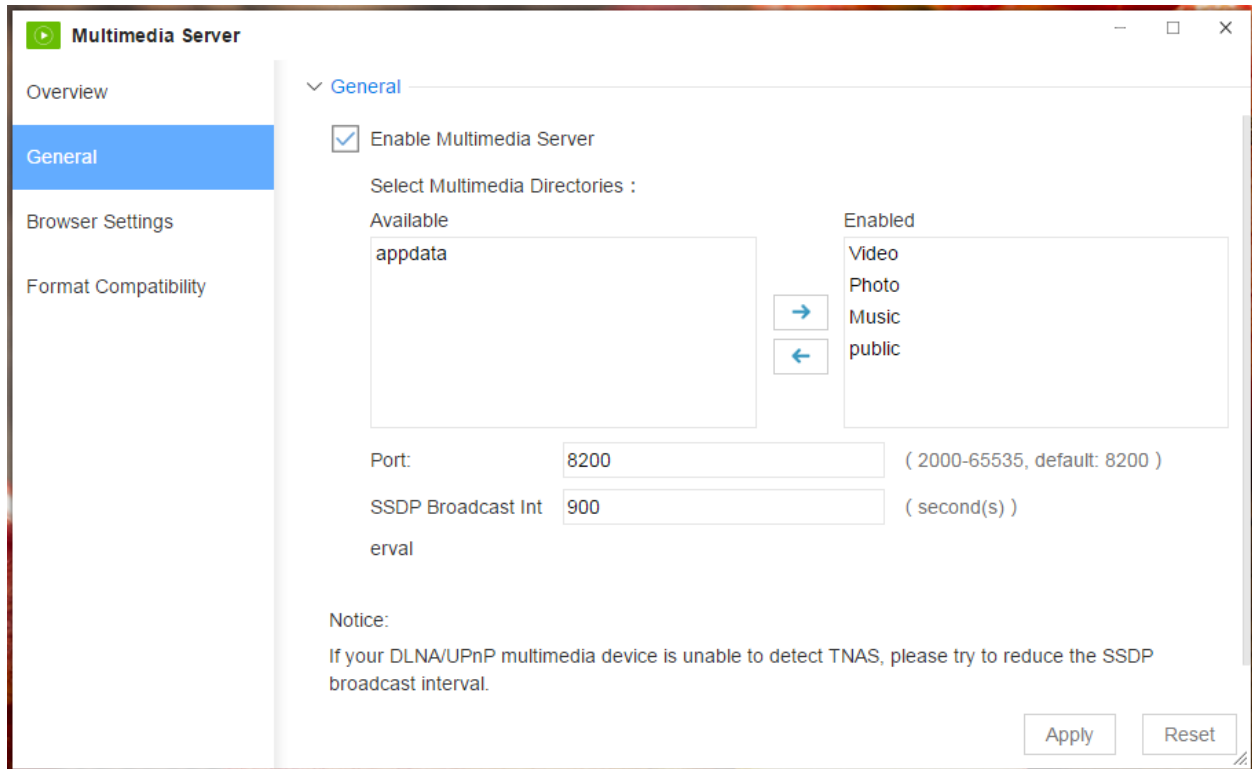 Multimedia Server
Overview
General
Browser Settings
Format Compatibility
General
Enable Multimedia Server
Select Multimedia Directories :
Available
Enabled
appdata
Video
Photo
Music
public
Port:
8200
( 2000-65535, default: 8200 )
SSDP Broadcast Int
erval
900
( second(s) )
Notice:
If your DLNA/UPnP multimedia device is unable to detect TNAS, please try to reduce the SSDP
broadcast interval.
Apply
Reset